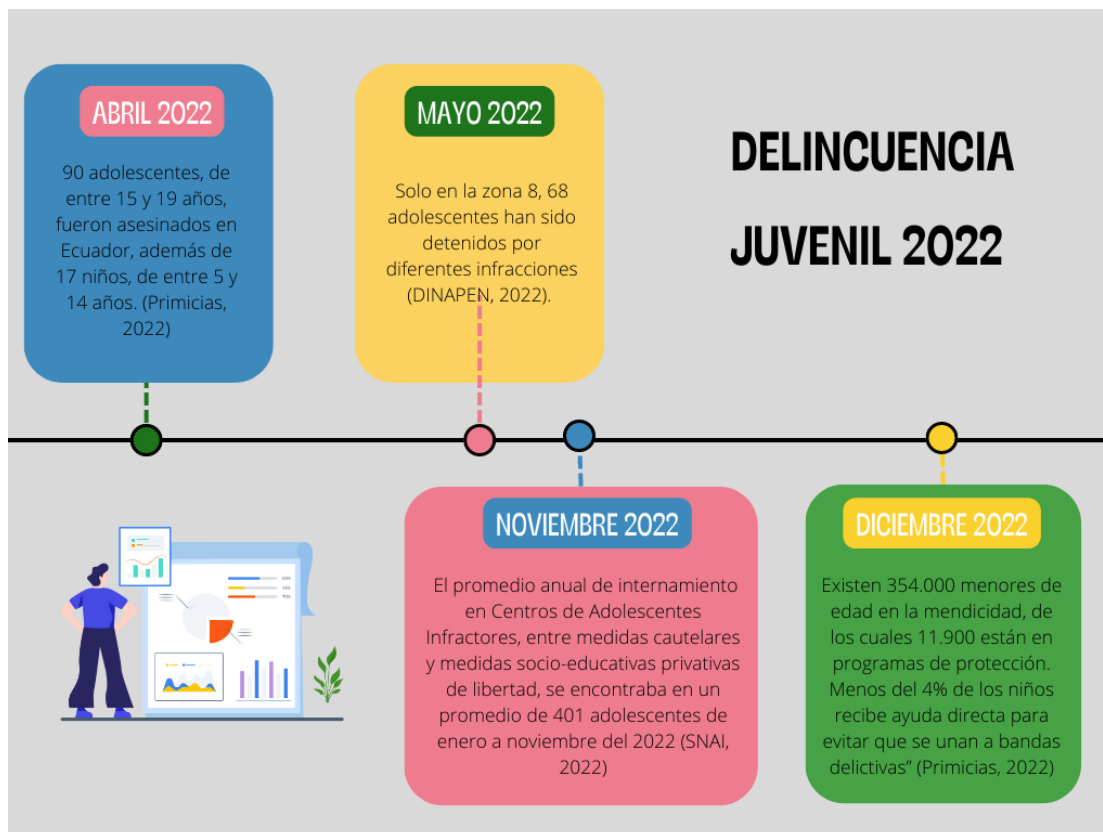 ABRIL 2022
90 adolescentes, de
entre 15 y 19 años,
fueron asesinados en
Ecuador, además de
17 niños, de entre 5 y
14 años. (Primicias,
2022)
MAYO 2022
Solo en la zona 8, 68
adolescentes han sido
detenidos por
diferentes infracciones
(DINAPEN, 2022).
DELINCUENCIA
JUVENIL 2022
NOVIEMBRE 2022
El promedio anual de internamiento
en Centros de Adolescentes
Infractores, entre medidas cautelares
y medidas socio-educativas privativas
de libertad, se encontraba en un
promedio de 401 adolescentes de
enero a noviembre del 2022 (SNAI,
2022)
DICIEMBRE 2022
Existen 354.000 menores de
edad en la mendicidad, de
los cuales 11.900 están en
programas de protección.
Menos del 4% de los niños
recibe ayuda directa para
evitar que se unan a bandas
delictivas” (Primicias, 2022)